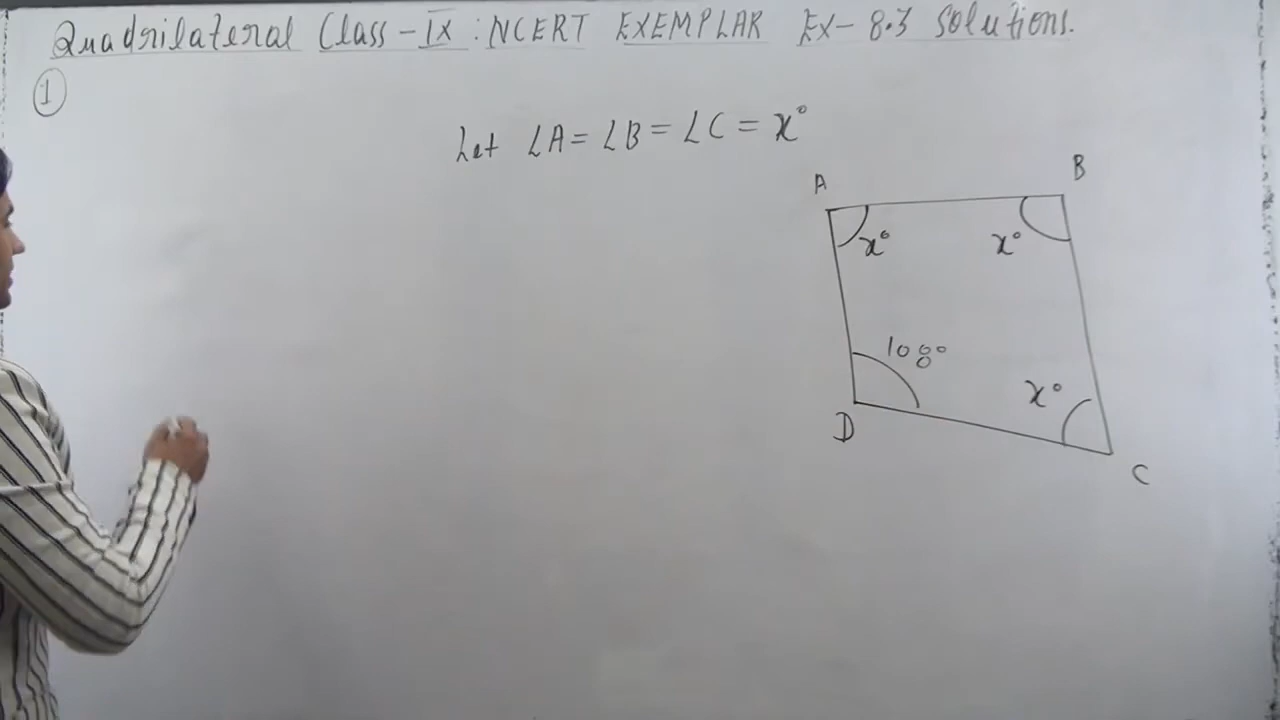 Quadrilateral Class - IX : NCERT EXEMPLAR EX- 8.3 Solutions.
1
Let ∠A = ∠B = ∠C = x°
A
B
x°
x°
108°
x°
D
C